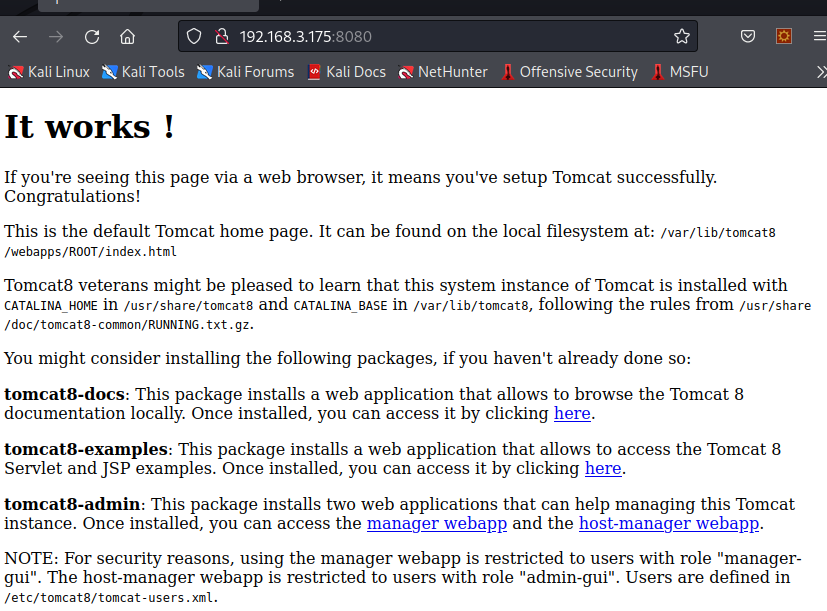 192.168.3.175:8080
Kali Linux Kali Tools Kali Forums Kali Docs NetHunter Offensive Security MSFU
It works !
If you're seeing this page via a web browser, it means you've setup Tomcat successfully.
Congratulations!
This is the default Tomcat home page. It can be found on the local filesystem at: /var/lib/tomcat8
/webapps/ROOT/index.html
Tomcat8 veterans might be pleased to learn that this system instance of Tomcat is installed with
CATALINA_HOME in /usr/share/tomcat8 and CATALINA_BASE in /var/lib/tomcat8, following the rules from /usr/share
/doc/tomcat8-common/RUNNING.txt.gz.
You might consider installing the following packages, if you haven't already done so:
tomcat8-docs: This package installs a web application that allows to browse the Tomcat 8
documentation locally. Once installed, you can access it by clicking here.
tomcat8-examples: This package installs a web application that allows to access the Tomcat 8
Servlet and JSP examples. Once installed, you can access it by clicking here.
tomcat8-admin: This package installs two web applications that can help managing this Tomcat
instance. Once installed, you can access the manager webapp and the host-manager webapp.
NOTE: For security reasons, using the manager webapp is restricted to users with role "manager-
gui". The host-manager webapp is restricted to users with role "admin-gui". Users are defined in
/etc/tomcat8/tomcat-users.xml.